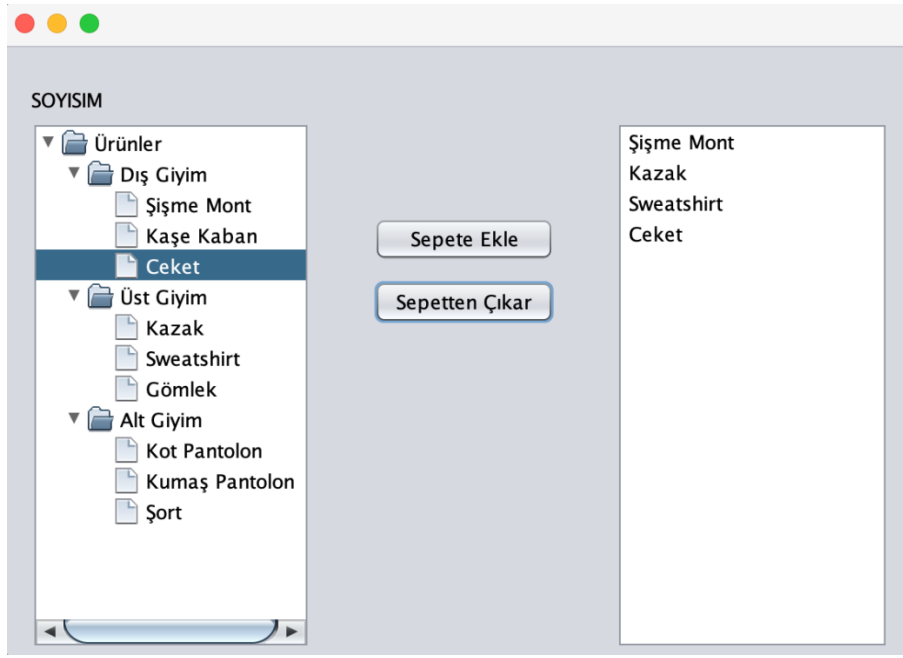 SOYISIM
Ürünler
Dış Giyim
Şişme Mont
Kaşe Kaban
Ceket
Üst Giyim
Kazak
Sweatshirt
Gömlek
Alt Giyim
Kot Pantolon
Kumaş Pantolon
Şort
Sepete Ekle
Sepetten Çıkar
Şişme Mont
Kazak
Sweatshirt
Ceket